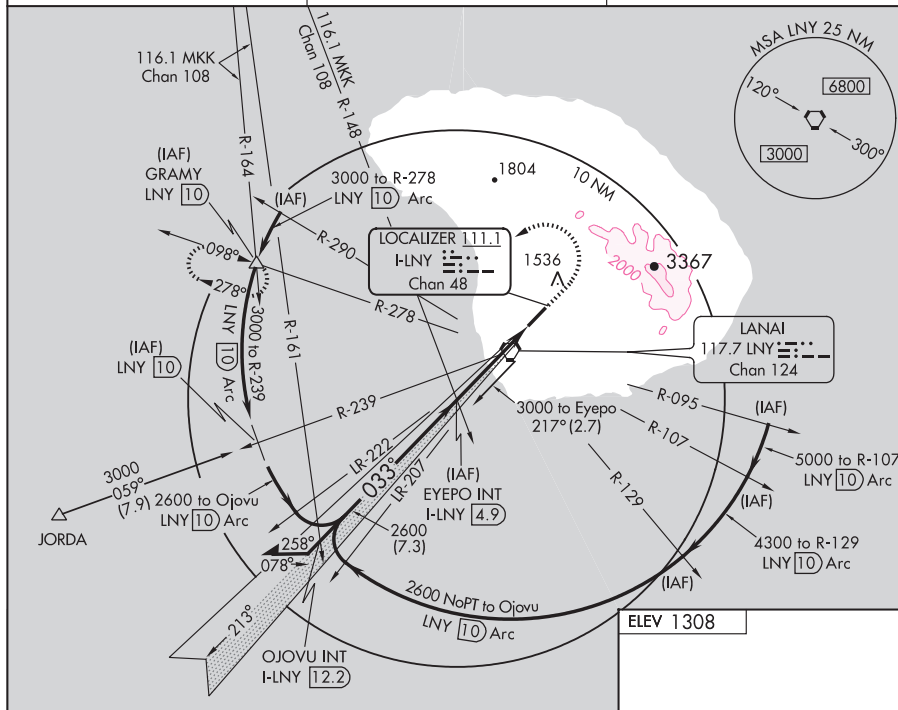 116.1 MKK
Chan 108
116.1 MKK
Chan 108
R-148
R-164
MSA LNY 25 NM
120°
6800
3000
300°
(IAF)
GRAMY
LNY 10
(IAF)
3000 to R-278
LNY 10 Arc
1804
10 NM
R-290
LOCALIZER 111.1
I-LNY
Chan 48
1536
2000
3367
098°
278°
R-278
3000 to R-239
LNY 10 Arc
R-161
LANAI
117.7 LNY
Chan 124
(IAF)
LNY 10
R-239
3000 to Eyepo
217° (2.7)
R-095
(IAF)
R-107
5000 to R-107
LNY 10 Arc
(IAF)
R-129
4300 to R-129
LNY 10 Arc
(IAF)
LR-222
033°
LR-207
(IAF)
EYEPO INT
I-LNY 4.9
3000
059°
(7.9)
JORDA
2600 to Ojovu
LNY 10 Arc
2600
(7.3)
258°
078°
2600 NoPT to Ojovu
LNY 10 Arc
213°
OJOVU INT
I-LNY 12.2
ELEV 1308